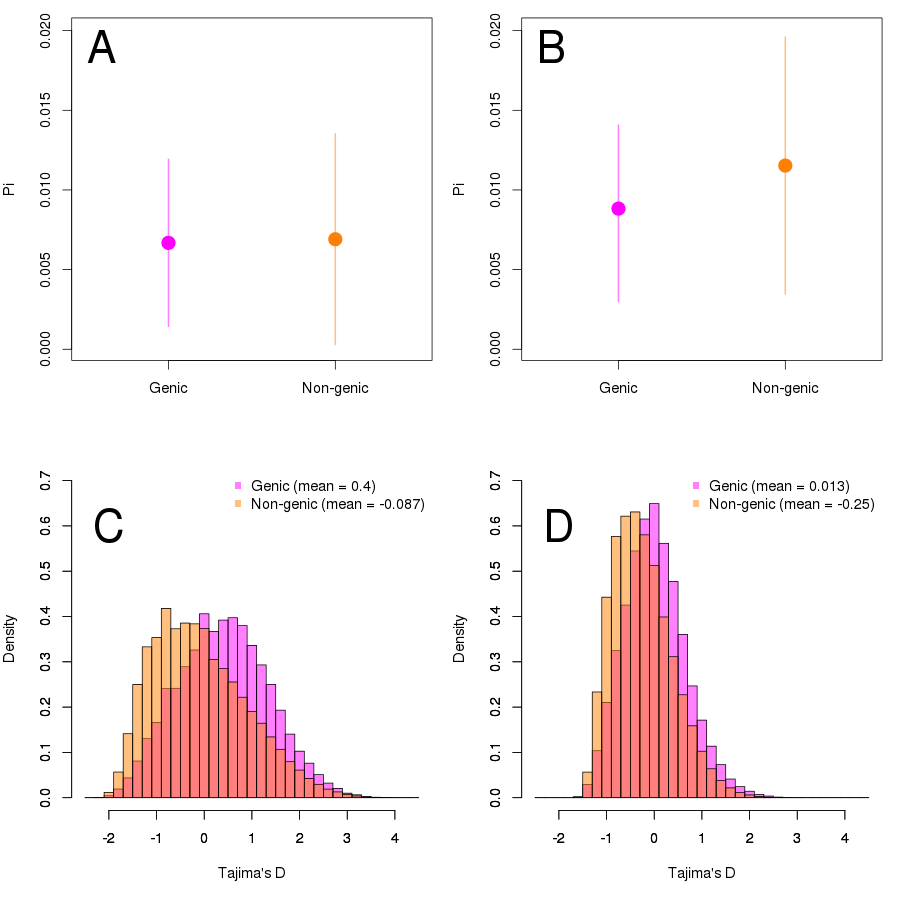 A
0.020
0.015
0.010
0.005
0.000
Pi
Genic Non-genic
B
0.020
0.015
0.010
0.005
0.000
Pi
Genic Non-genic
C
Genic (mean = 0.4)
Non-genic (mean = -0.087)
0.7
0.6
0.5
0.4
0.3
0.2
0.1
0.0
Density
-2 -1 0 1 2 3 4
Tajima's D
D
Genic (mean = 0.013)
Non-genic (mean = -0.25)
0.7
0.6
0.5
0.4
0.3
0.2
0.1
0.0
Density
-2 -1 0 1 2 3 4
Tajima's D